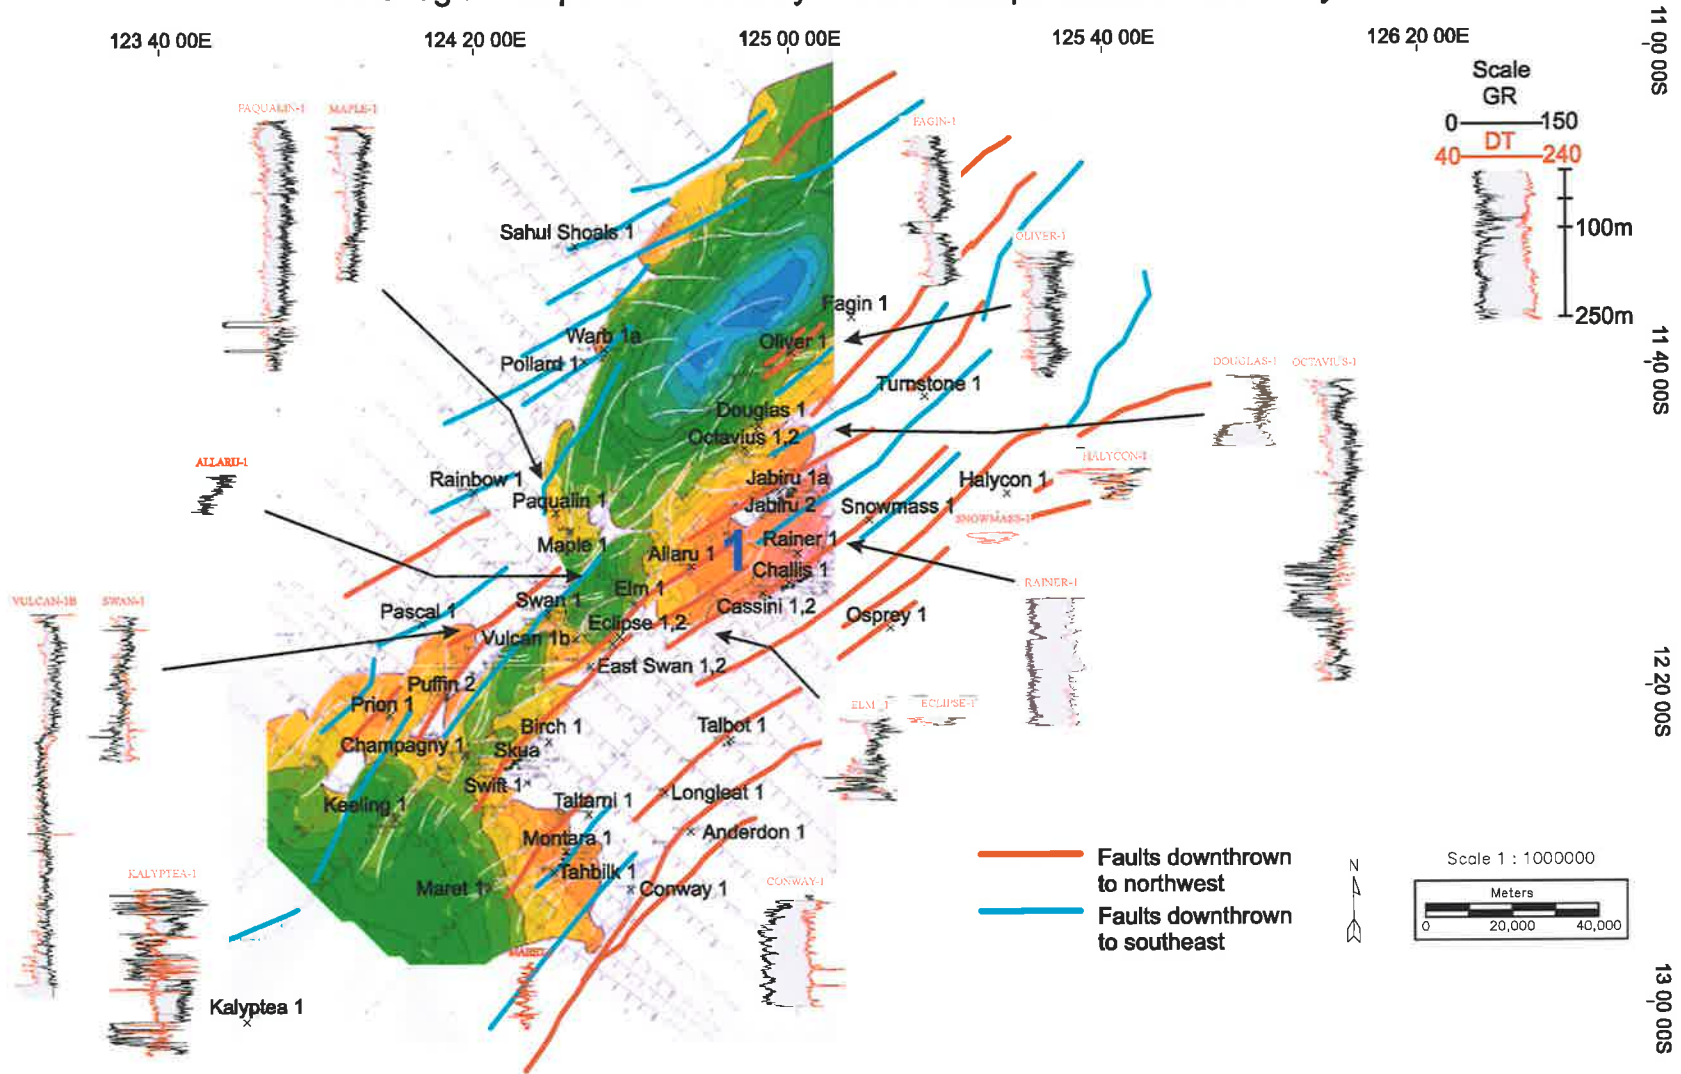 123 40 00E
124 20 00E
125 00 00E
125 40 00E
126 20 00E
11 00 00S
11 40 00S
12 20 00S
13 00 00S
Scale
GR
0 150
DT
40 240
100m
250m
PAQUALIN-1
MAPLE-1
FAGIN-1
OLIVER-1
DOUGLAS-1
OCTAVIUS-1
Sahul Shoals 1
Fagin 1
Warb 1a
Oliver 1
Pollard 1
Turnstone 1
Douglas 1
Octavius 1,2
HALYCON-1
ALLARU-1
Rainbow 1
Jabiru 1a
Halycon 1
Paqualin 1
Jabiru 2
Snowmass 1
SNOWMASS-1
Maple 1
Allaru 1
1
Rainer 1
Challis 1
RAINER-1
Elm 1
VULCAN-1B
SWAN-1
Pascal 1
Swan 1
Cassini 1,2
Osprey 1
Vulcan 1b
Eclipse 1,2
East Swan 1,2
Puffin 2
Prion 1
ELM_1
ECLIPSE-1
Birch 1
Talbot 1
Champagny 1
Skua
Swift 1
Keeling 1
Taltarni 1
Longleat 1
Montara 1
Anderdon 1
KALYPTEA-1
Maret 1
Tahbilk 1
Conway 1
CONWAY-1
Kalyptea 1
Faults downthrown
to northwest
Faults downthrown
to southeast
N
Scale 1 : 1000000
Meters
0 20,000 40,000